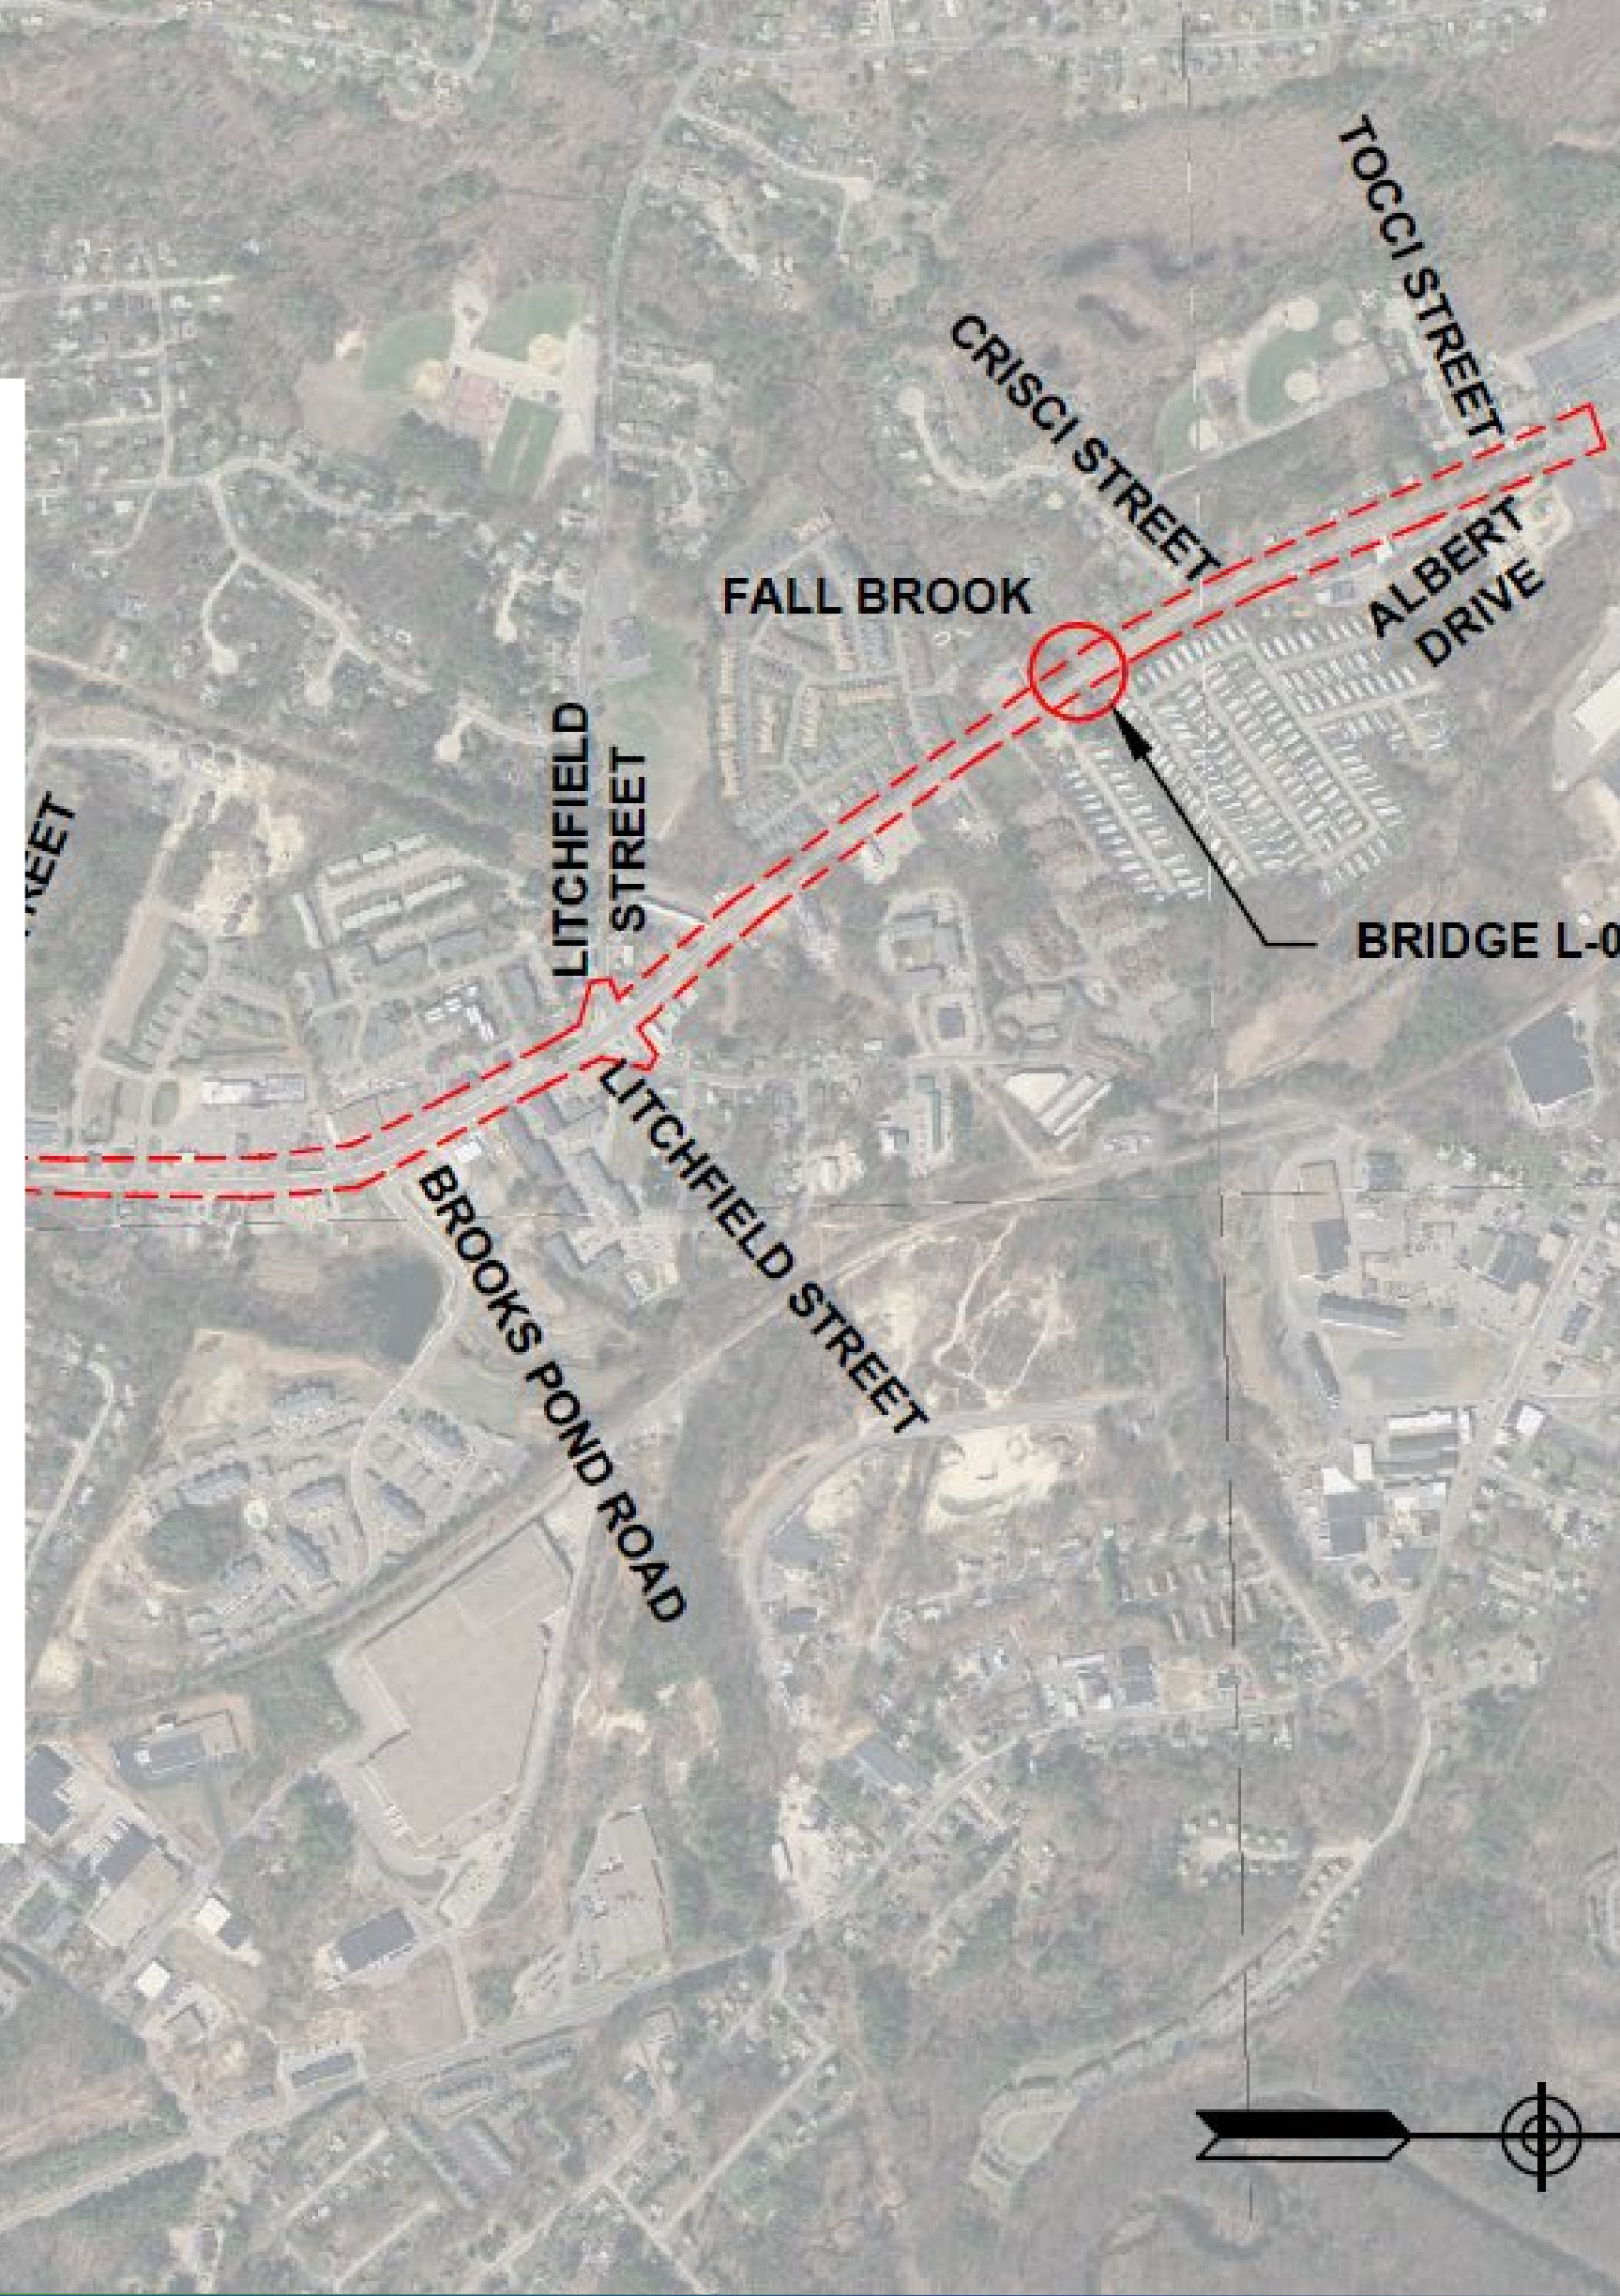 TOCCI STREET
CRISCI STREET
ALBERT
DRIVE
FALL BROOK
LITCHFIELD
STREET
BRIDGE L-0
LITCHFIELD STREET
BROOKS POND ROAD